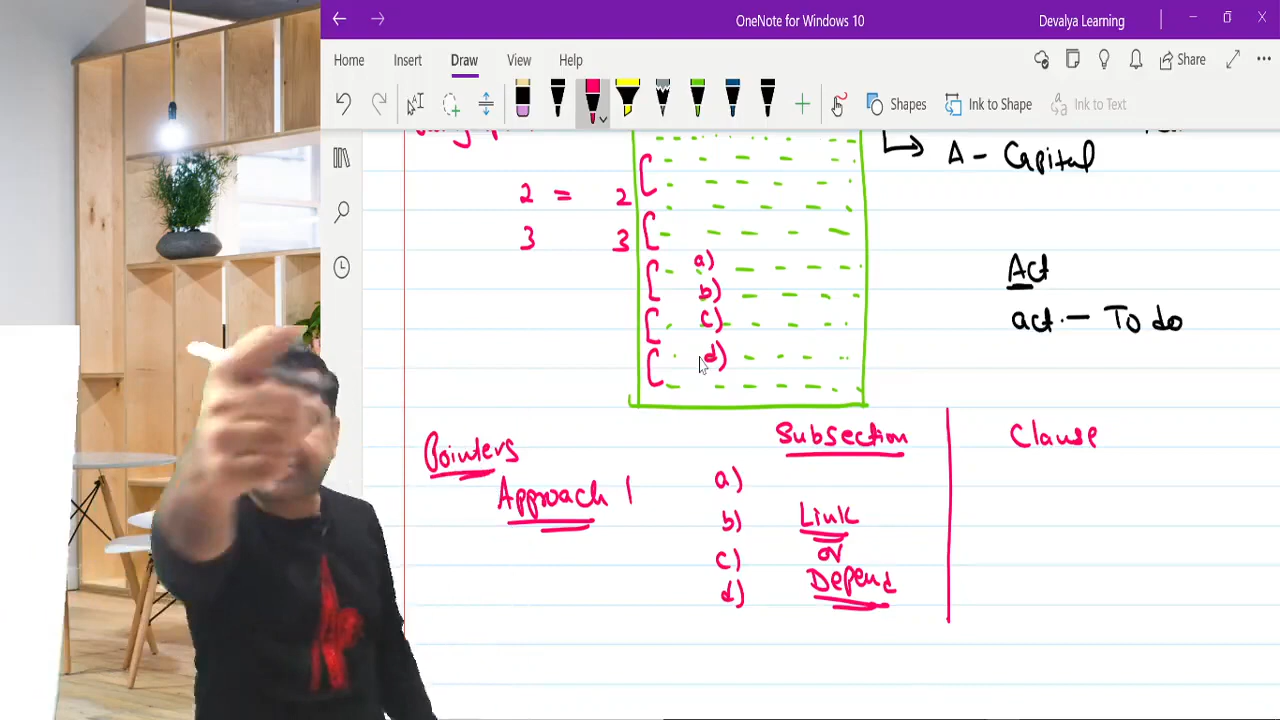 OneNote for Windows 10
Devalya Learning
Home
Insert
Draw
View
Help
Share
Shapes
Ink to Shape
Ink to Text
A - Capital
2 = 2
3 3
a)
b)
c)
d)
Act
act - To do
Pointers
Approach 1
Subsection
a)
b)
c)
d)
Link
or
Depend
Clause